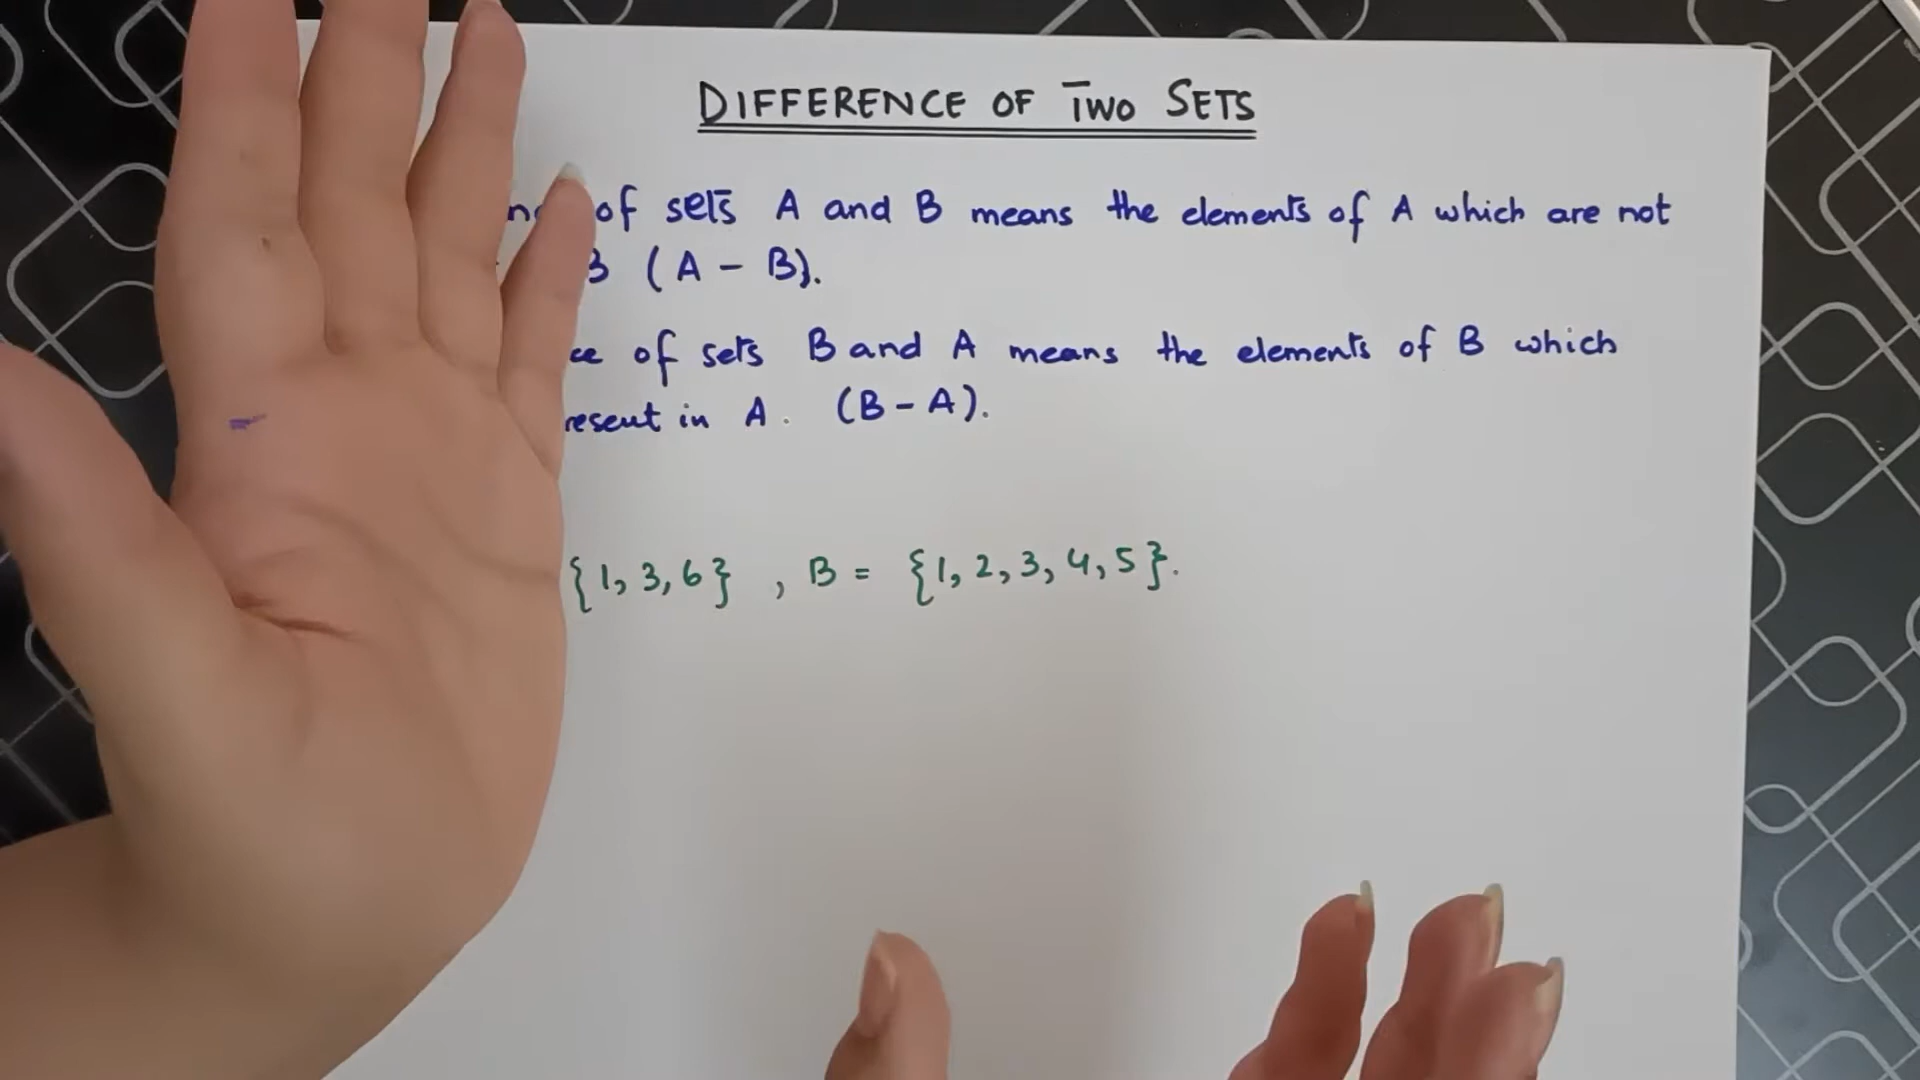 DIFFERENCE OF TWO SETS
of sets A and B means the elements of A which are not
B (A - B).
of sets B and A means the elements of B which
in A. (B - A).
{1, 3, 6} , B = {1, 2, 3, 4, 5}.